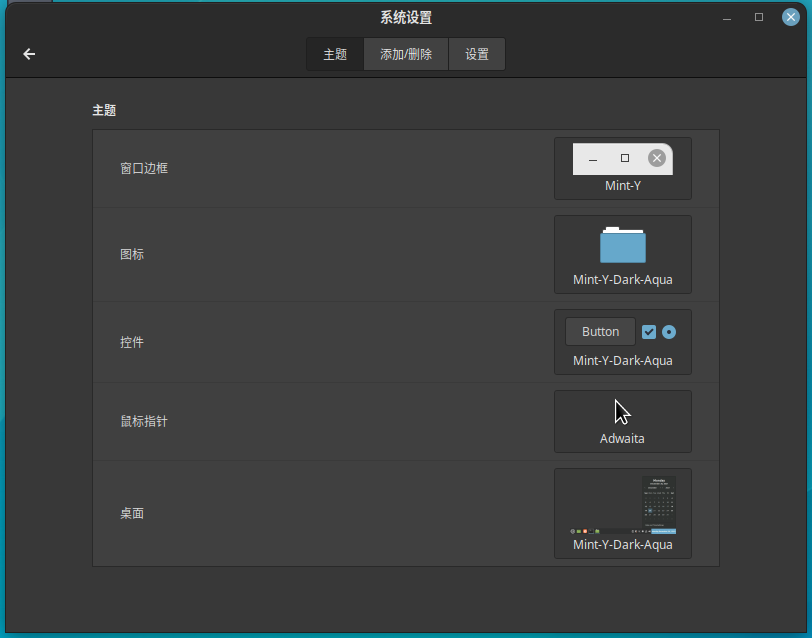 系统设置
主题
添加/删除
设置
主题
窗口边框
Mint-Y
图标
Mint-Y-Dark-Aqua
控件
Button
Mint-Y-Dark-Aqua
鼠标指针
Adwaita
桌面
Mint-Y-Dark-Aqua